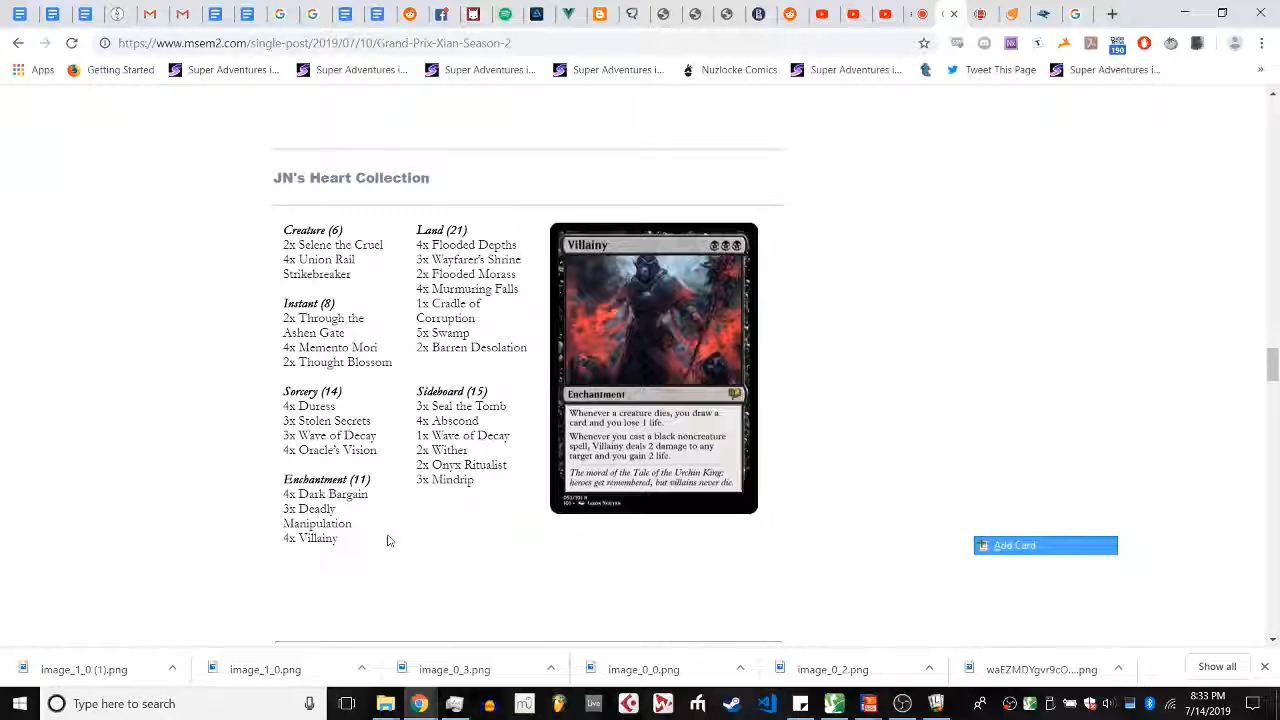 https://www.msem2.com/single-post/2019/07/10/Grand-Prix-Xian-Season-2
190
Apps
Getting Started
Super Adventures i...
Super Adventures i...
Super Adventures i...
Super Adventures i...
Nuzlocke Comics
Super Adventures i...
Tweet This Page
Super Adventures i...
»
JN's Heart Collection
Creature (6)
2x Selene the Cruel
4x Union Rail
Strikebreaker
Instant (8)
2x Through the
Ashen Gate
4x Memento Mori
2x Thought Blossom
Sorcery (14)
4x Duress
3x Stolen Secrets
3x Wave of Decay
4x Oracle's Vision
Enchantment (11)
4x Dark Bargain
3x Deadly
Manipulation
4x Villainy
Land (21)
4x Flooded Depths
3x Wayfarer's Shrine
2x Flooded Morass
4x Murmuring Falls
1x Cradle of
Corruption
5x Swamp
2x Barren Desolation
Sideboard (15)
3x Seal the Tomb
4x Abscond
1x Wave of Decay
2x Wither
2x Onyx Ritualist
3x Mindrip
Villainy
Enchantment
Whenever a creature dies, you draw a
card and you lose 1 life.
Whenever you cast a black noncreature
spell, Villainy deals 2 damage to any
target and you gain 2 life.
The moral of the Tale of the Urchin King:
heroes get remembered, but villains never die.
Add Card
image_1_0 (1).png
image_1_0.png
image_0_3.png
image_0_0.png
image_0_2.png
waEZMDYgvr9cO....png
Show all
Type here to search
Live
8:33 PM
7/14/2019